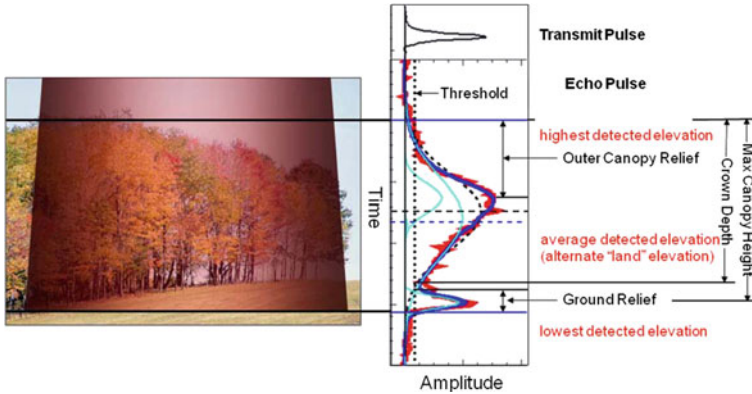 Transmit Pulse
Echo Pulse
Threshold
highest detected elevation
Outer Canopy Relief
Time
Crown Depth
Max Canopy Height
average detected elevation
(alternate "land" elevation)
Ground Relief
lowest detected elevation
Amplitude